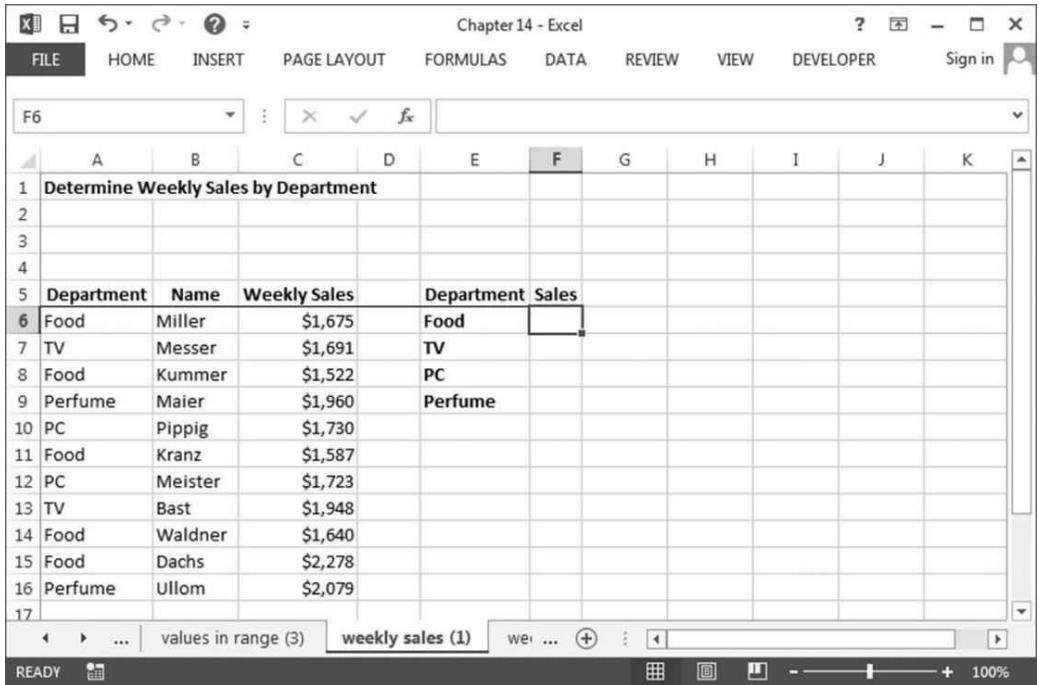 Chapter 14 - Excel
FILE HOME INSERT PAGE LAYOUT FORMULAS DATA REVIEW VIEW DEVELOPER Sign in
F6 fx
A B C D E F G H I J K
1 Determine Weekly Sales by Department
2
3
4
5 Department Name Weekly Sales Department Sales
6 Food Miller $1,675 Food
7 TV Messer $1,691 TV
8 Food Kummer $1,522 PC
9 Perfume Maier $1,960 Perfume
10 PC Pippig $1,730
11 Food Kranz $1,587
12 PC Meister $1,723
13 TV Bast $1,948
14 Food Waldner $1,640
15 Food Dachs $2,278
16 Perfume Ullom $2,079
17
... values in range (3) weekly sales (1) we ...
READY 100%